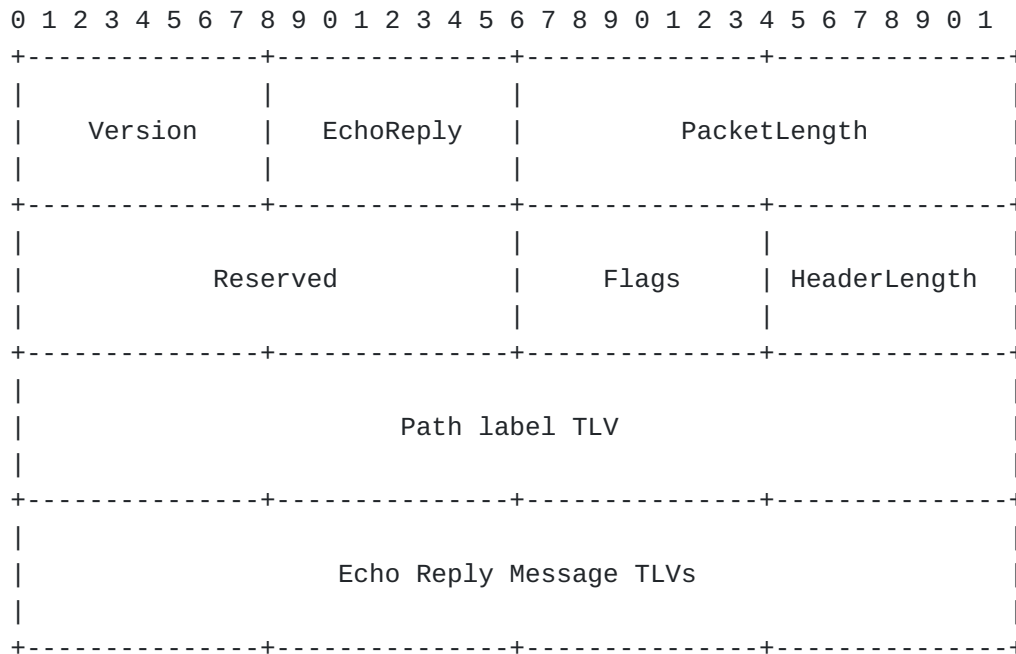 0 1 2 3 4 5 6 7 8 9 0 1 2 3 4 5 6 7 8 9 0 1 2 3 4 5 6 7 8 9 0 1
+---------------+---------------+---------------+---------------+
|               |               |                               |
|    Version    |   EchoReply   |          PacketLength         |
|               |               |                               |
+---------------+---------------+---------------+---------------+
|                               |               |               |
|            Reserved           |     Flags     | HeaderLength  |
|                               |               |               |
+---------------+---------------+---------------+---------------+
|                                                               |
|                        Path label TLV                         |
|                                                               |
+---------------+---------------+---------------+---------------+
|                                                               |
|                    Echo Reply Message TLVs                    |
|                                                               |
+---------------+---------------+---------------+---------------+